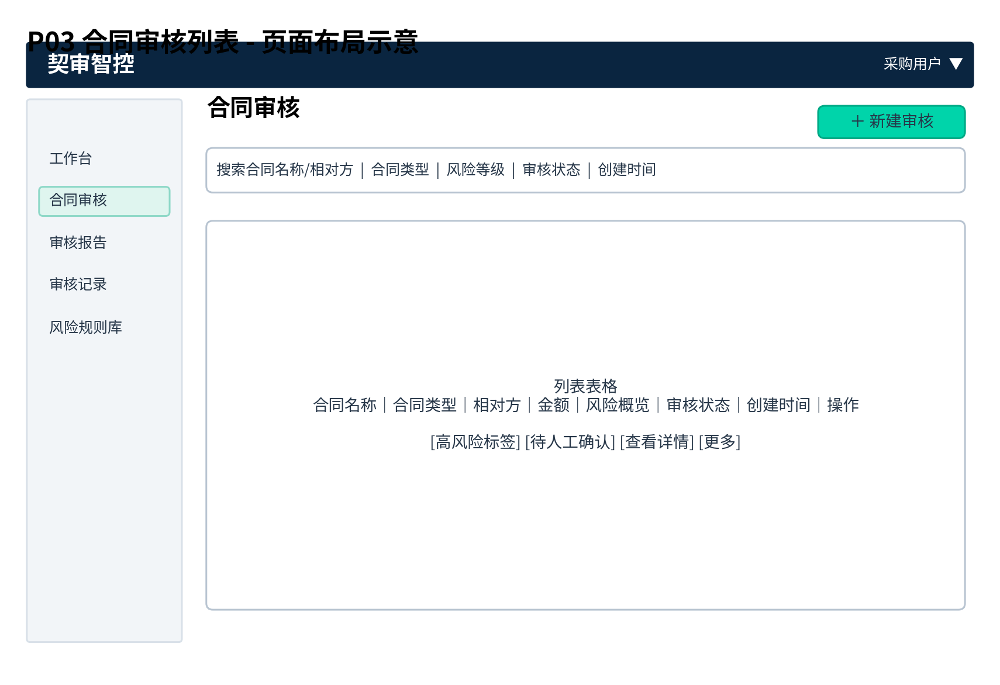 P03 合同审核列表 - 页面布局示意
契审智控
采购用户 ▼
合同审核
＋ 新建审核
工作台
合同审核
审核报告
审核记录
风险规则库
搜索合同名称/相对方 | 合同类型 | 风险等级 | 审核状态 | 创建时间
列表表格
合同名称｜合同类型｜相对方｜金额｜风险概览｜审核状态｜创建时间｜操作
[高风险标签] [待人工确认] [查看详情] [更多]